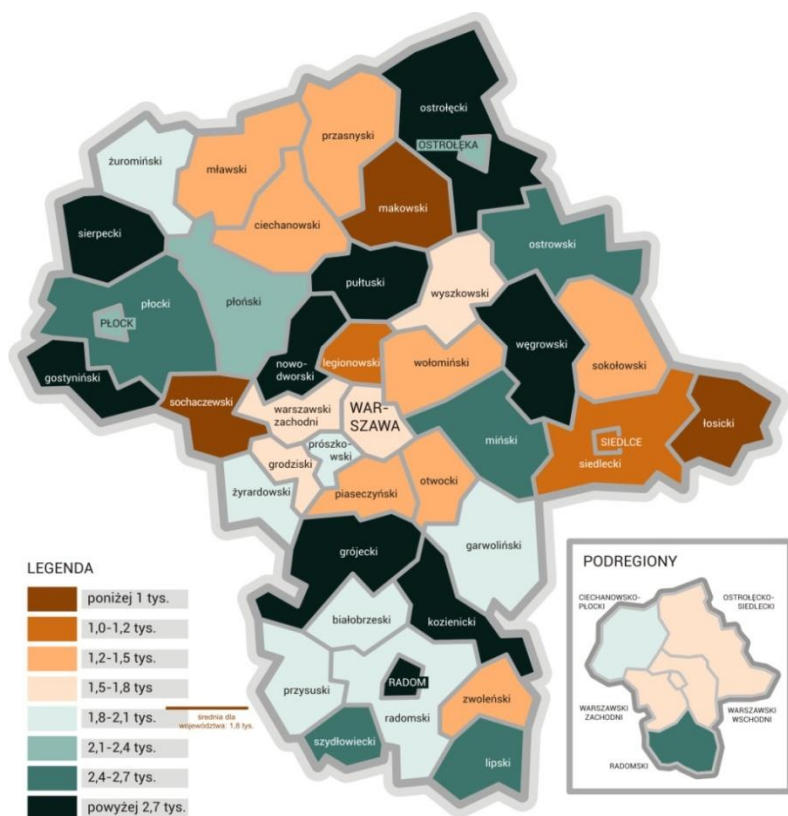 ostrołęcki
OSTROŁĘKA
przasnyski
żuromiński
mławski
makowski
ciechanowski
sierpecki
ostrowski
pułtuski
wyszkowski
płocki
płoński
PŁOCK
węgrowski
sokołowski
nowo-
dworski
legionowski
wołomiński
gostyniński
sochaczewski
warszawski
zachodni
WAR-
SZAWA
łosicki
miński
SIEDLCE
siedlecki
prószko-
wski
grodziski
otwocki
piaseczyński
żyrardowski
grójecki
garwoliński
białobrzeski
kozienicki
RADOM
przysuski
zwoleński
radomski
szydłowiecki
lipski
LEGENDA
poniżej 1 tys.
1,0-1,2 tys.
1,2-1,5 tys.
1,5-1,8 tys
1,8-2,1 tys.
średnia dla
województwa: 1,8 tys.
2,1-2,4 tys.
2,4-2,7 tys.
powyżej 2,7 tys.
PODREGIONY
CIECHANOWSKO-
PŁOCKI
OSTROŁĘCKO-
SIEDLECKI
WARSZAWSKI
ZACHODNI
WARSZAWSKI
WSCHODNI
RADOMSKI